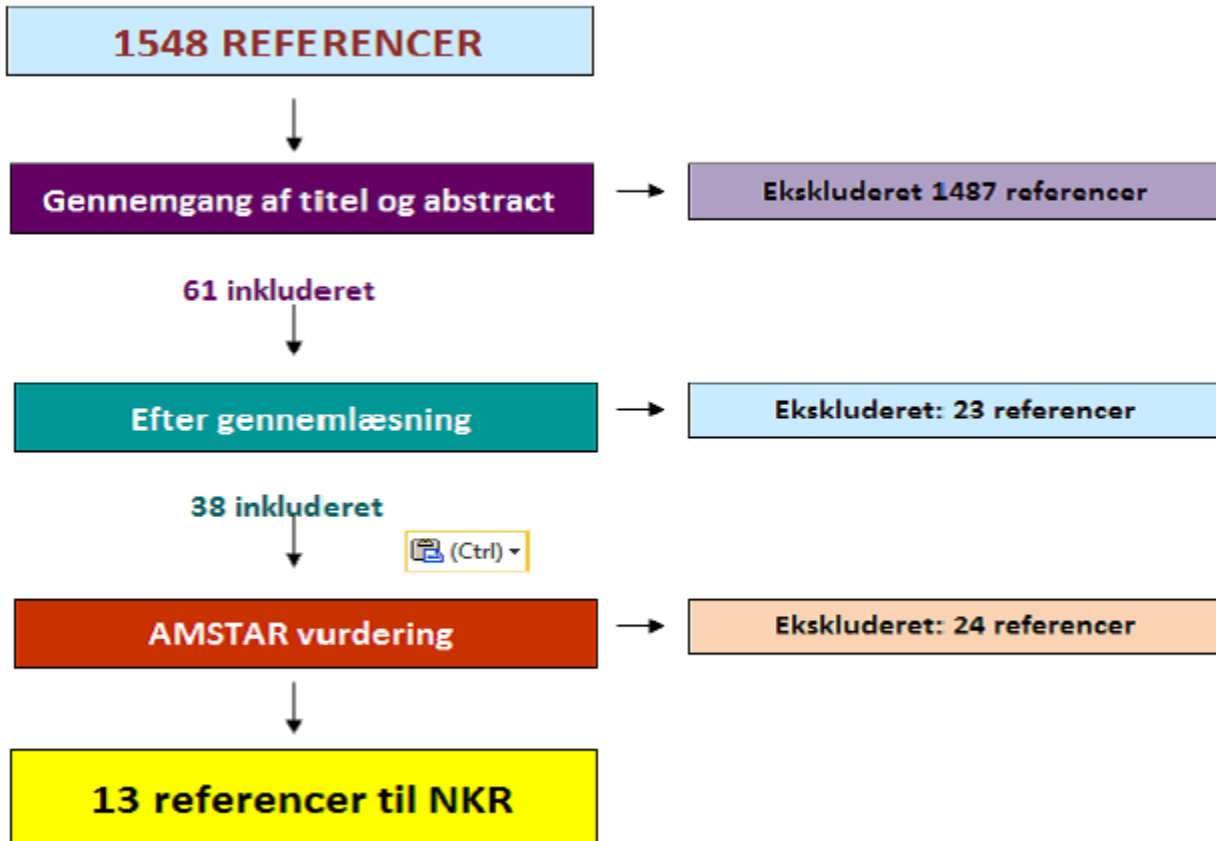 1548 REFERENCER
Gennemgang af titel og abstract
Ekskluderet 1487 referencer
61 inkluderet
Efter gennemlæsning
Ekskluderet: 23 referencer
38 inkluderet
(Ctrl)
AMSTAR vurdering
Ekskluderet: 24 referencer
13 referencer til NKR